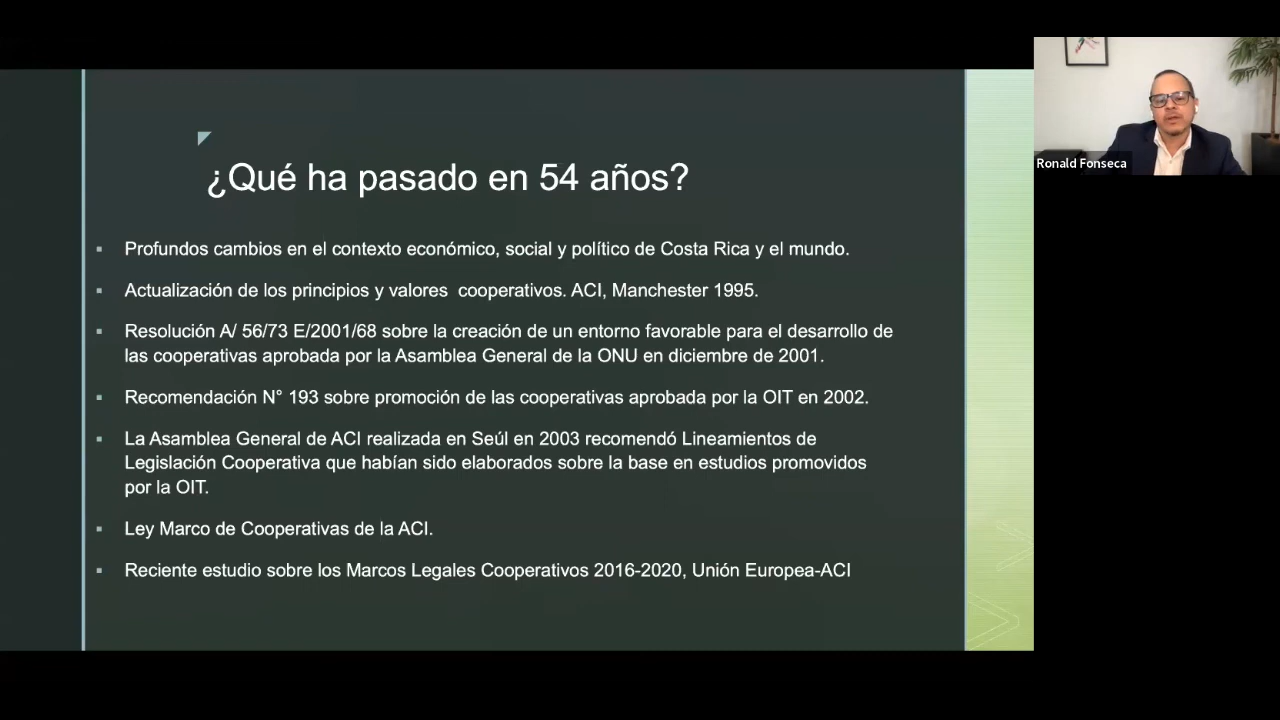 ¿Qué ha pasado en 54 años?
▪ Profundos cambios en el contexto económico, social y político de Costa Rica y el mundo.
▪ Actualización de los principios y valores  cooperativos. ACI, Manchester 1995.
▪ Resolución A/ 56/73 E/2001/68 sobre la creación de un entorno favorable para el desarrollo de
las cooperativas aprobada por la Asamblea General de la ONU en diciembre de 2001.
▪ Recomendación N° 193 sobre promoción de las cooperativas aprobada por la OIT en 2002.
▪ La Asamblea General de ACI realizada en Seúl en 2003 recomendó Lineamientos de
Legislación Cooperativa que habían sido elaborados sobre la base en estudios promovidos
por la OIT.
▪ Ley Marco de Cooperativas de la ACI.
▪ Reciente estudio sobre los Marcos Legales Cooperativos 2016-2020, Unión Europea-ACI
Ronald Fonseca